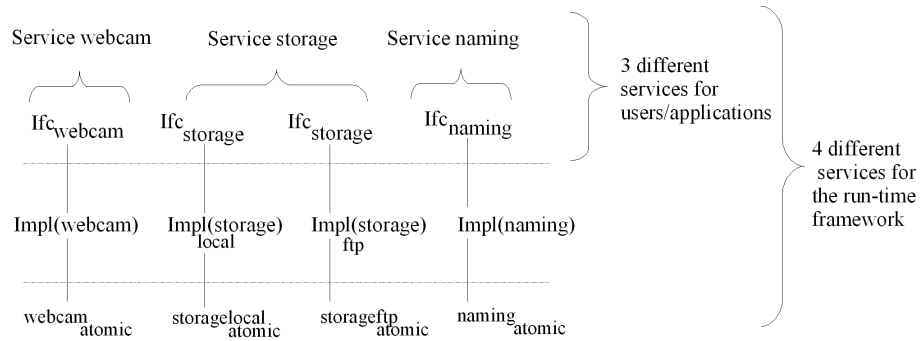 Service webcam Service storage Service naming
3 different
services for
users/applications
Ifc webcam Ifc storage Ifc storage Ifc naming
4 different
services for
the run-time
framework
Impl(webcam) Impl(storage) local Impl(storage) ftp Impl(naming)
webcam atomic storagelocal atomic storageftp atomic naming atomic